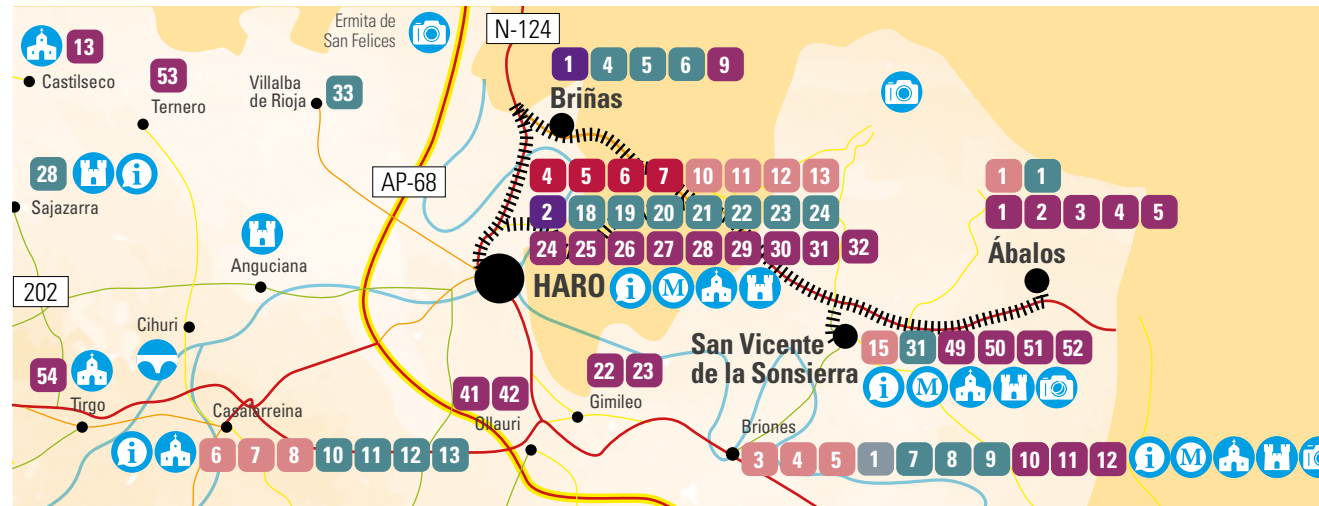 Ermita de
San Felices
N-124
13
Castilseco
53
Ternero
Villalba
de Rioja
33
1 4 5 6 9
Briñas
28 i
Sajazarra
AP-68
4 5 6 7 10 11 12 13
2 18 19 20 21 22 23 24
24 25 26 27 28 29 30 31 32
HARO i M
1 1
1 2 3 4 5
Ábalos
Anguciana
202
Cihuri
San Vicente
de la Sonsierra
15 31 49 50 51 52
i M
54
Tirgo
Casalarreina
i 6 7 8 10 11 12 13
41 42
Ollauri
22 23
Gimileo
Briones
3 4 5 1 7 8 9 10 11 12 i M